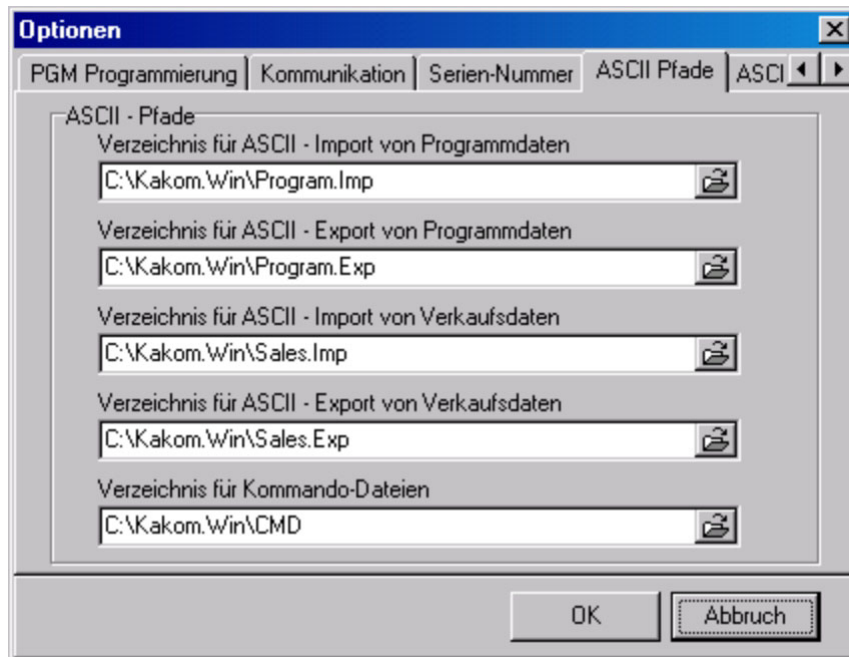 Optionen
PGM Programmierung Kommunikation Serien-Nummer ASCII Pfade ASCI
ASCII - Pfade
Verzeichnis für ASCII - Import von Programmdaten
C:\Kakom.Win\Program.Imp
Verzeichnis für ASCII - Export von Programmdaten
C:\Kakom.Win\Program.Exp
Verzeichnis für ASCII - Import von Verkaufsdaten
C:\Kakom.Win\Sales.Imp
Verzeichnis für ASCII - Export von Verkaufsdaten
C:\Kakom.Win\Sales.Exp
Verzeichnis für Kommando-Dateien
C:\Kakom.Win\CMD
OK Abbruch